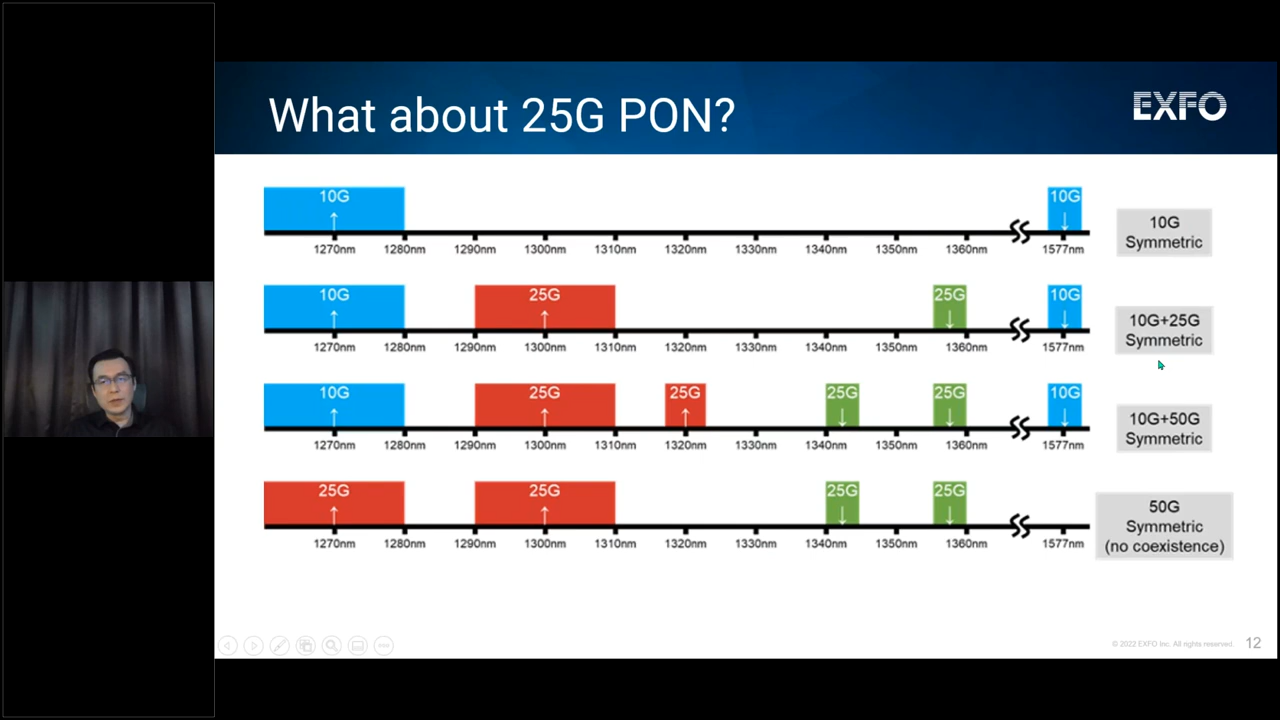 What about 25G PON?
EXFO
10G 10G
1270nm 1280nm 1290nm 1300nm 1310nm 1320nm 1330nm 1340nm 1350nm 1360nm 1577nm
10G
Symmetric
10G 25G 25G 10G
1270nm 1280nm 1290nm 1300nm 1310nm 1320nm 1330nm 1340nm 1350nm 1360nm 1577nm
10G+25G
Symmetric
10G 25G 25G 25G 25G 10G
1270nm 1280nm 1290nm 1300nm 1310nm 1320nm 1330nm 1340nm 1350nm 1360nm 1577nm
10G+50G
Symmetric
25G 25G 25G 25G
1270nm 1280nm 1290nm 1300nm 1310nm 1320nm 1330nm 1340nm 1350nm 1360nm 1577nm
50G
Symmetric
(no coexistence)
© 2022 EXFO Inc. All rights reserved. 12